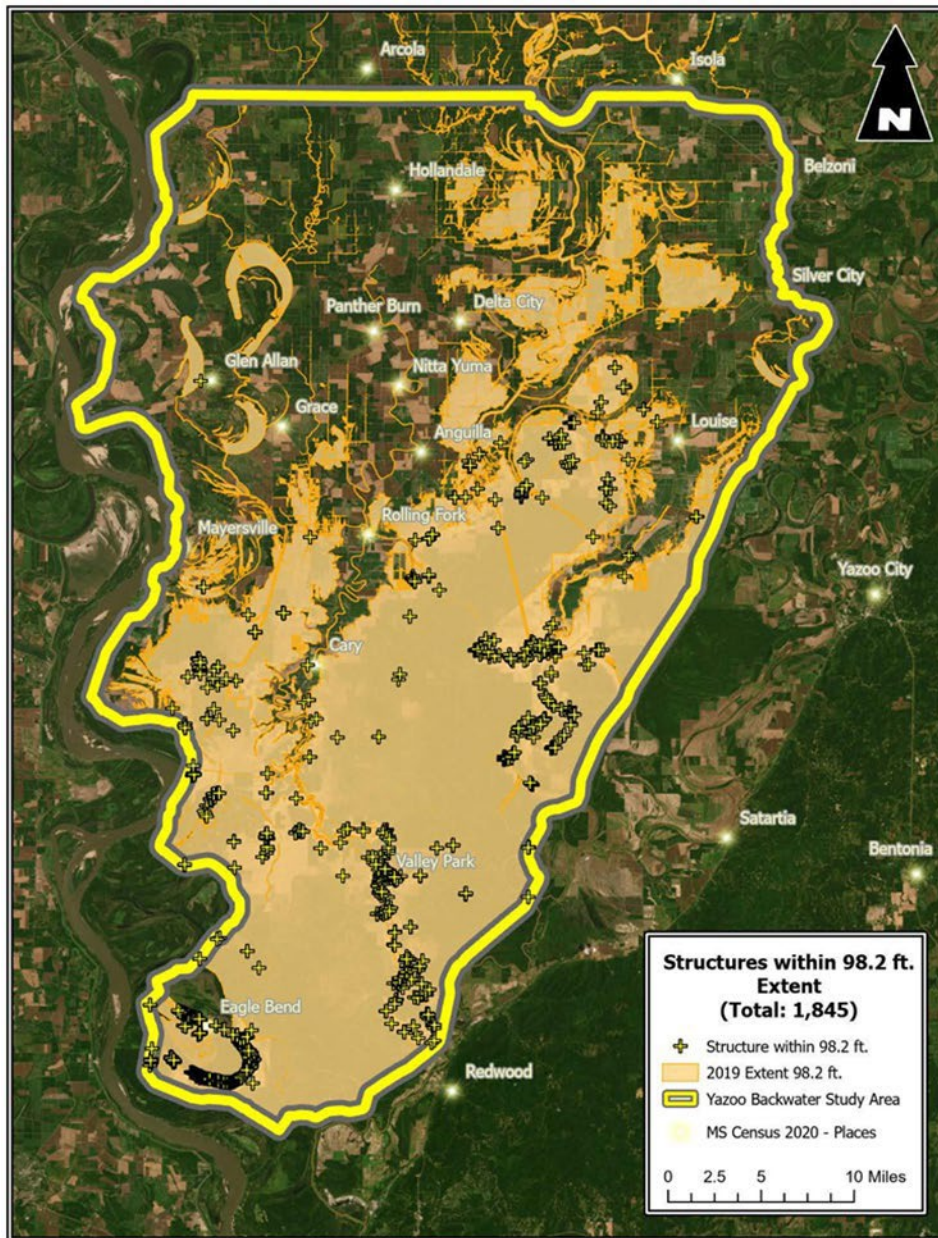 Arcola
Isola
N
Belzoni
Hollandale
Silver City
Delta City
Panther Burn
Glen Allan
Nitta Yuma
Grace
Anguilla
Louise
Rolling Fork
Mayersville
Yazoo City
Cary
Satartia
Valley Park
Bentonia
Eagle Bend
Redwood
Structures within 98.2 ft.
Extent
(Total: 1,845)
Structure within 98.2 ft.
2019 Extent 98.2 ft.
Yazoo Backwater Study Area
MS Census 2020 - Places
0 2.5 5 10 Miles